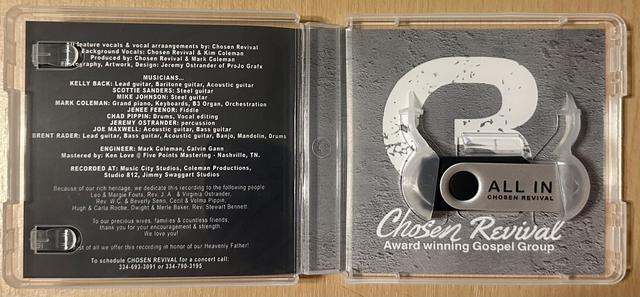 feature vocals & vocal arrangements by: Chosen Revival
Background Vocals: Chosen Revival & Kim Coleman
Produced by: Chosen Revival & Mark Coleman
Artwork, Design: Jeremy Ostrander of ProJo Grafx
MUSICIANS...
KELLY BACK: Lead guitar, Baritone guitar, Acoustic guitar
SCOTTIE SANDERS: Steel guitar
MIKE JOHNSON: Steel guitar
MARK COLEMAN: Grand piano, Keyboards, B3 Organ, Orchestration
JENEE FEENOR: Fiddle
CHAD PIPPIN: Drums, Vocal editing
JEREMY OSTRANDER: percussion
JOE MAXWELL: Acoustic guitar, Bass guitar
BRENT RADER: Lead guitar, Bass guitar, Acoustic guitar, Banjo, Mandolin, Drums
ENGINEER: Mark Coleman, Calvin Gann
Mastered by: Ken Love @ Five Points Mastering - Nashville, TN.
RECORDED AT: Music City Studios, Coleman Productions,
Studio 812, Jimmy Swaggart Studios
Because of our rich heritage, we dedicate this recording to the following people
Leo & Margie Fouts, Rev. J. A. & Virginia Ostrander,
Rev. W.C. & Beverly Senn, Cecil & Volma Pippin,
Hugh & Carla Roche, Dwight & Merle Baker, Rev. Stewart Bennett.
To our precious wives, families & countless friends,
thank you for your encouragement & strength.
We love you!
of all we offer this recording in honor of our Heavenly Father!
To schedule CHOSEN REVIVAL for a concert call:
334-693-3091 or 334-790-3195
ALL IN
CHOSEN REVIVAL
Chosen Revival
Award winning Gospel Group